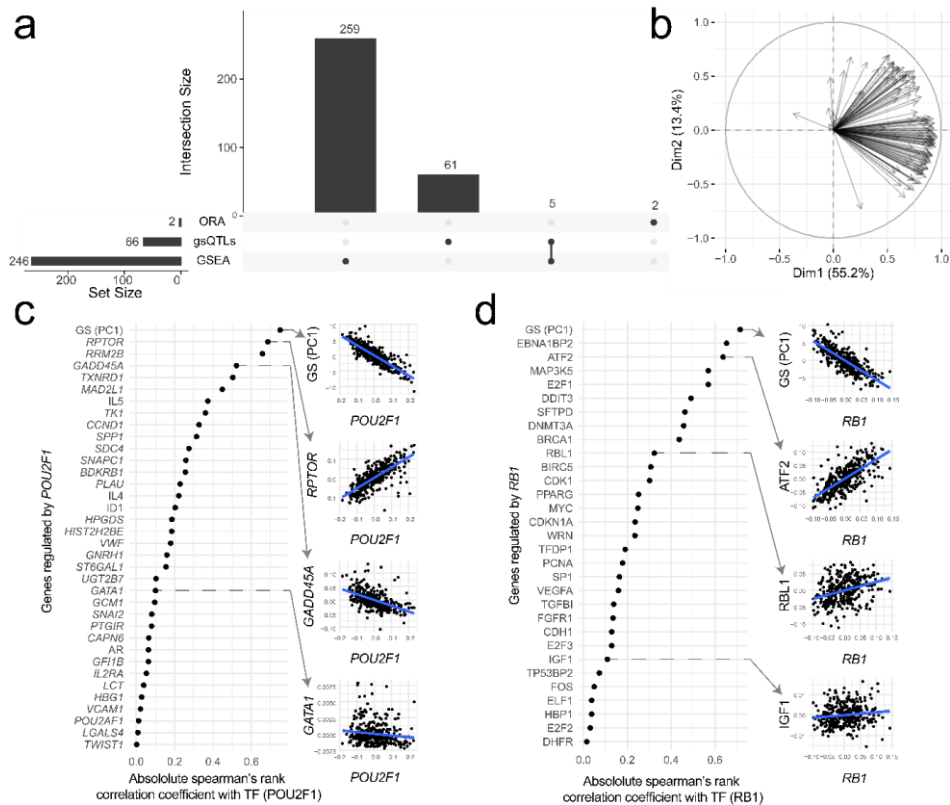 a
259
200
100
0
Intersection Size
61
5
2
2
ORA
66
gsQTLs
246
GSEA
200
100
0
Set Size
b
1.0
0.5
0.0
−0.5
−1.0
Dim2 (13.4%)
−1.0
−0.5
0.0
0.5
1.0
Dim1 (55.2%)
c
Genes regulated by POU2F1
GS (PC1)
RPTOR
RRM2B
GADD45A
TXNRD1
MAD2L1
IL5
TK1
CCND1
SPP1
SDC4
SNAPC1
BDKRB1
PLAU
IL4
ID1
HPGDS
HIST2H2BE
VWF
GNRH1
ST6GAL1
UGT2B7
GATA1
GCM1
SNAI2
PTGIR
CAPN6
AR
GFI1B
IL2RA
LCT
HBG1
VCAM1
POU2AF1
LGALS4
TWIST1
0.0
0.2
0.4
0.6
Absololute spearman's rank
correlation coefficient with TF (POU2F1)
GS (PC1)
POU2F1
RPTOR
POU2F1
GADD45A
POU2F1
GATA1
POU2F1
d
Genes regulated by RB1
GS (PC1)
EBNA1BP2
ATF2
MAP3K5
E2F1
DDIT3
SFTPD
DNMT3A
BRCA1
RBL1
BIRC5
CDK1
PPARG
MYC
CDKN1A
WRN
TFDP1
PCNA
SP1
VEGFA
TGFBI
FGFR1
CDH1
E2F3
IGF1
TP53BP2
FOS
ELF1
HBP1
E2F2
DHFR
0.0
0.2
0.4
0.6
Absololute spearman's rank
correlation coefficient with TF (RB1)
GS (PC1)
RB1
ATF2
RB1
RBL1
RB1
IGF1
RB1